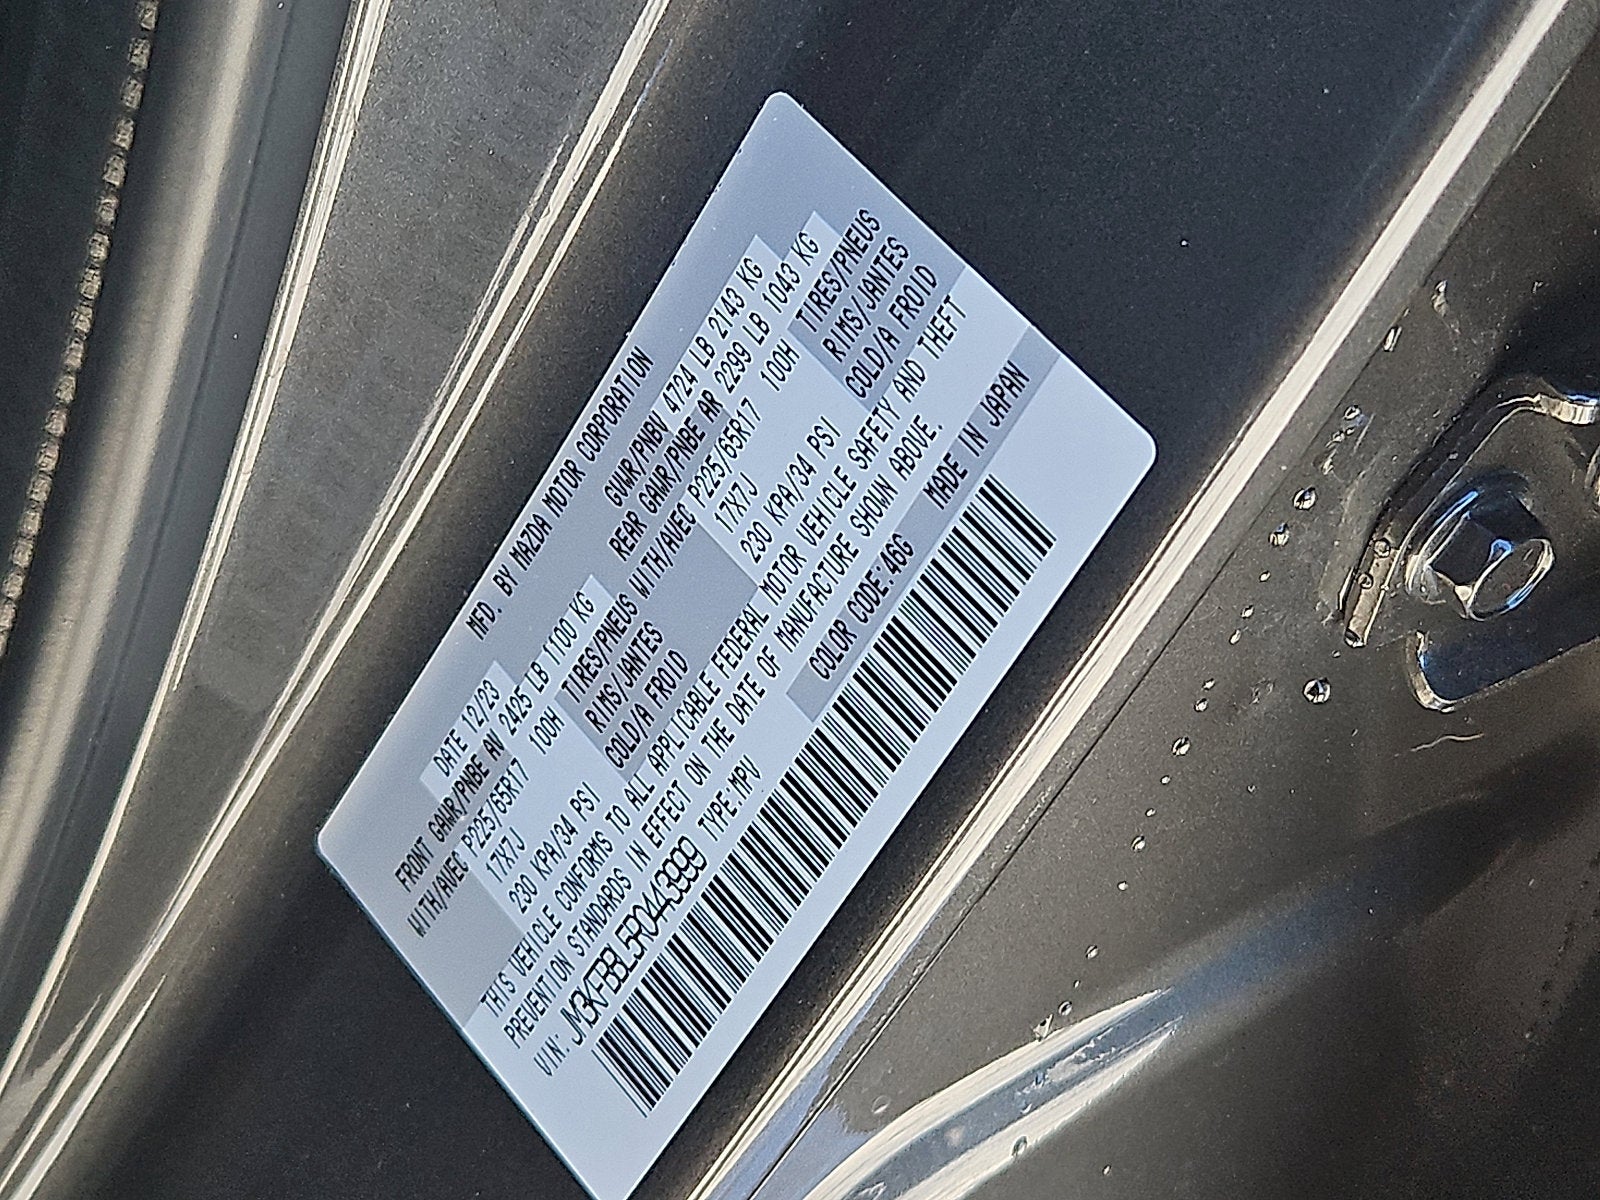 MFD. BY MAZDA MOTOR CORPORATION
DATE 12/23 GVWR/PNBV 4724 LB 2143 KG
FRONT GAWR/PNBE AV 2425 LB 1100 KG REAR GAWR/PNBE AR 2299 LB 1043 KG
WITH/AVEC P225/65R17 100H TIRES/PNEUS WITH/AVEC P225/65R17 100H TIRES/PNEUS
17X7J RIMS/JANTES 17X7J RIMS/JANTES
230 KPA/34 PSI COLD/A FROID 230 KPA/34 PSI COLD/A FROID
THIS VEHICLE CONFORMS TO ALL APPLICABLE FEDERAL MOTOR VEHICLE SAFETY AND THEFT
PREVENTION STANDARDS IN EFFECT ON THE DATE OF MANUFACTURE SHOWN ABOVE.
VIN: JM3KFBBL5R0443999 TYPE:MPV COLOR CODE:46G MADE IN JAPAN